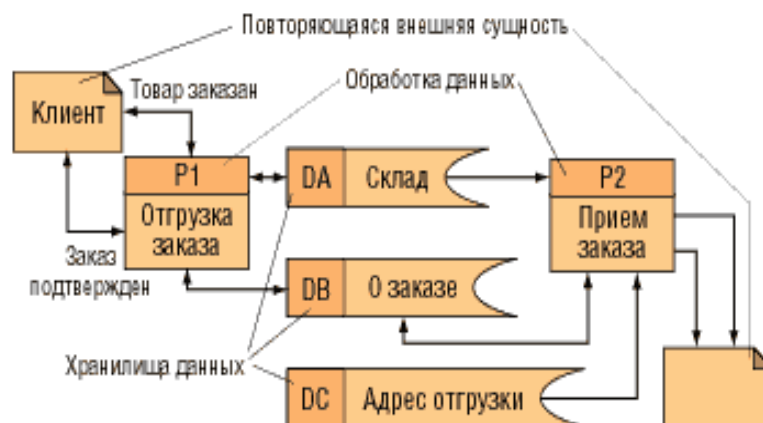 Повторяющаяся внешняя сущность
Товар заказан
Обработка данных
Клиент
P1
DA
Склад
P2
Отгрузка
заказа
Прием
заказа
Заказ
подтвержден
DB
О заказе
Хранилища данных
DC
Адрес отгрузки